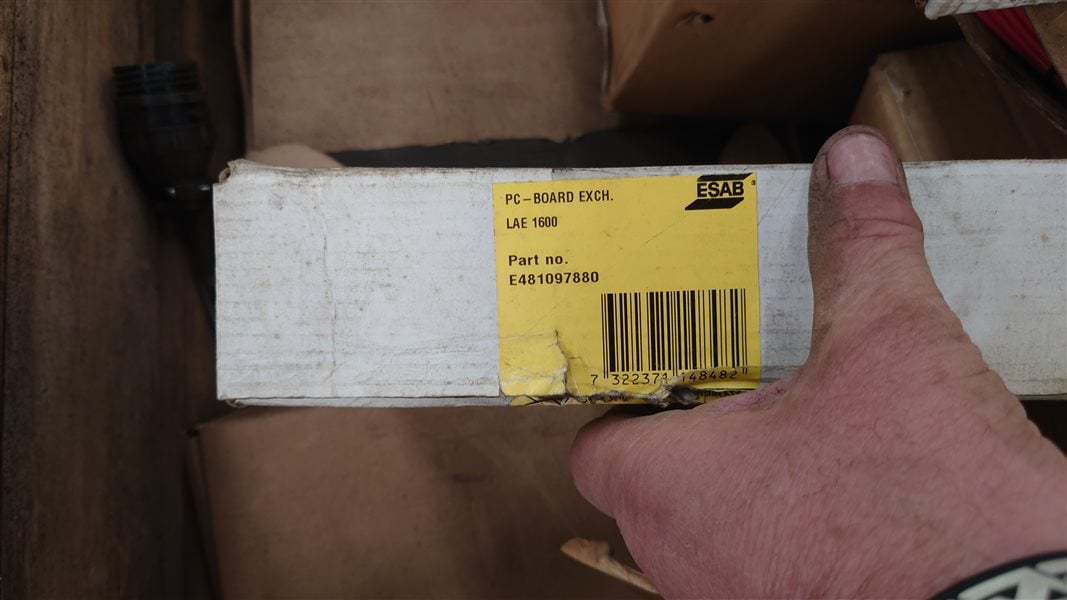 PC-BOARD EXCH.
ESAB
LAE 1600
Part no.
E481097880
7 322371 148482